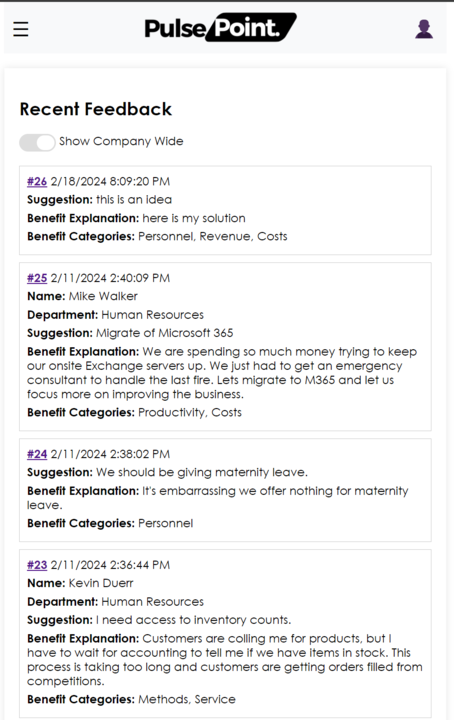 PulsePoint.
Recent Feedback
Show Company Wide
#26 2/18/2024 8:09:20 PM
Suggestion: this is an idea
Benefit Explanation: here is my solution
Benefit Categories: Personnel, Revenue, Costs
#25 2/11/2024 2:40:09 PM
Name: Mike Walker
Department: Human Resources
Suggestion: Migrate of Microsoft 365
Benefit Explanation: We are spending so much money trying to keep
our onsite Exchange servers up. We just had to get an emergency
consultant to handle the last fire. Lets migrate to M365 and let us
focus more on improving the business.
Benefit Categories: Productivity, Costs
#24 2/11/2024 2:38:02 PM
Suggestion: We should be giving maternity leave.
Benefit Explanation: It's embarrassing we offer nothing for maternity
leave.
Benefit Categories: Personnel
#23 2/11/2024 2:36:44 PM
Name: Kevin Duerr
Department: Human Resources
Suggestion: I need access to inventory counts.
Benefit Explanation: Customers are colling me for products, but I
have to wait for accounting to tell me if we have items in stock. This
process is taking too long and customers are getting orders filled from
competitions.
Benefit Categories: Methods, Service